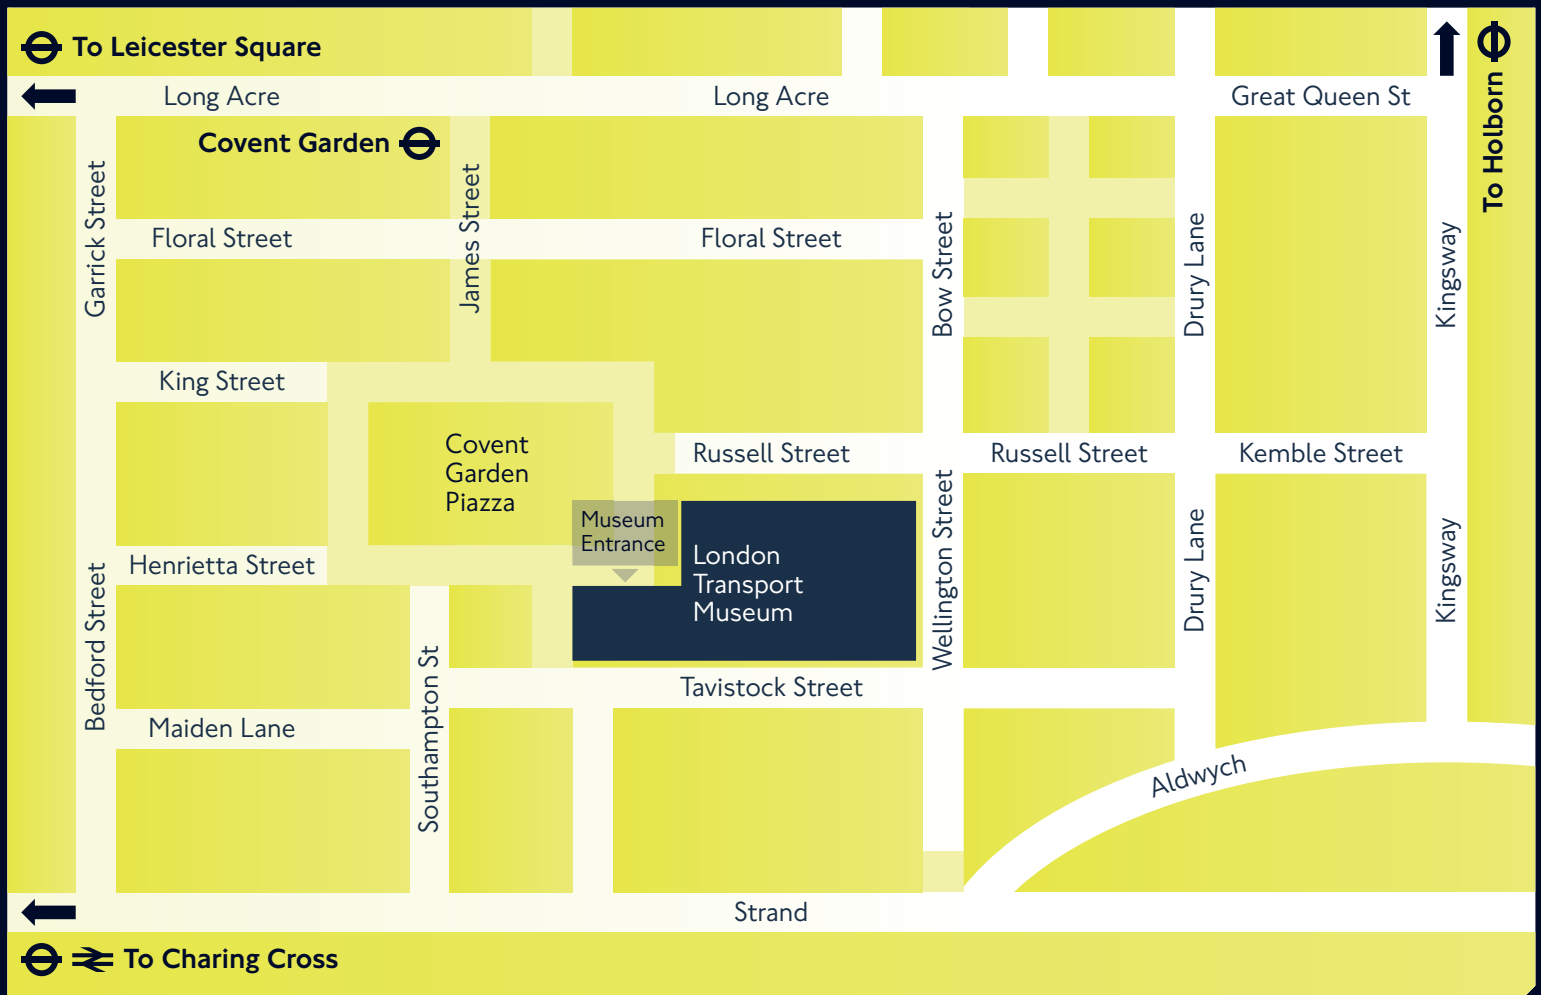 To Leicester Square
Long Acre
Long Acre
Great Queen St
To Holborn
Covent Garden
Garrick Street
James Street
Floral Street
Floral Street
Bow Street
Drury Lane
Kingsway
King Street
Covent
Garden
Piazza
Russell Street
Russell Street
Kemble Street
Museum
Entrance
London
Transport
Museum
Wellington Street
Drury Lane
Kingsway
Henrietta Street
Bedford Street
Southampton St
Tavistock Street
Maiden Lane
Aldwych
Strand
To Charing Cross